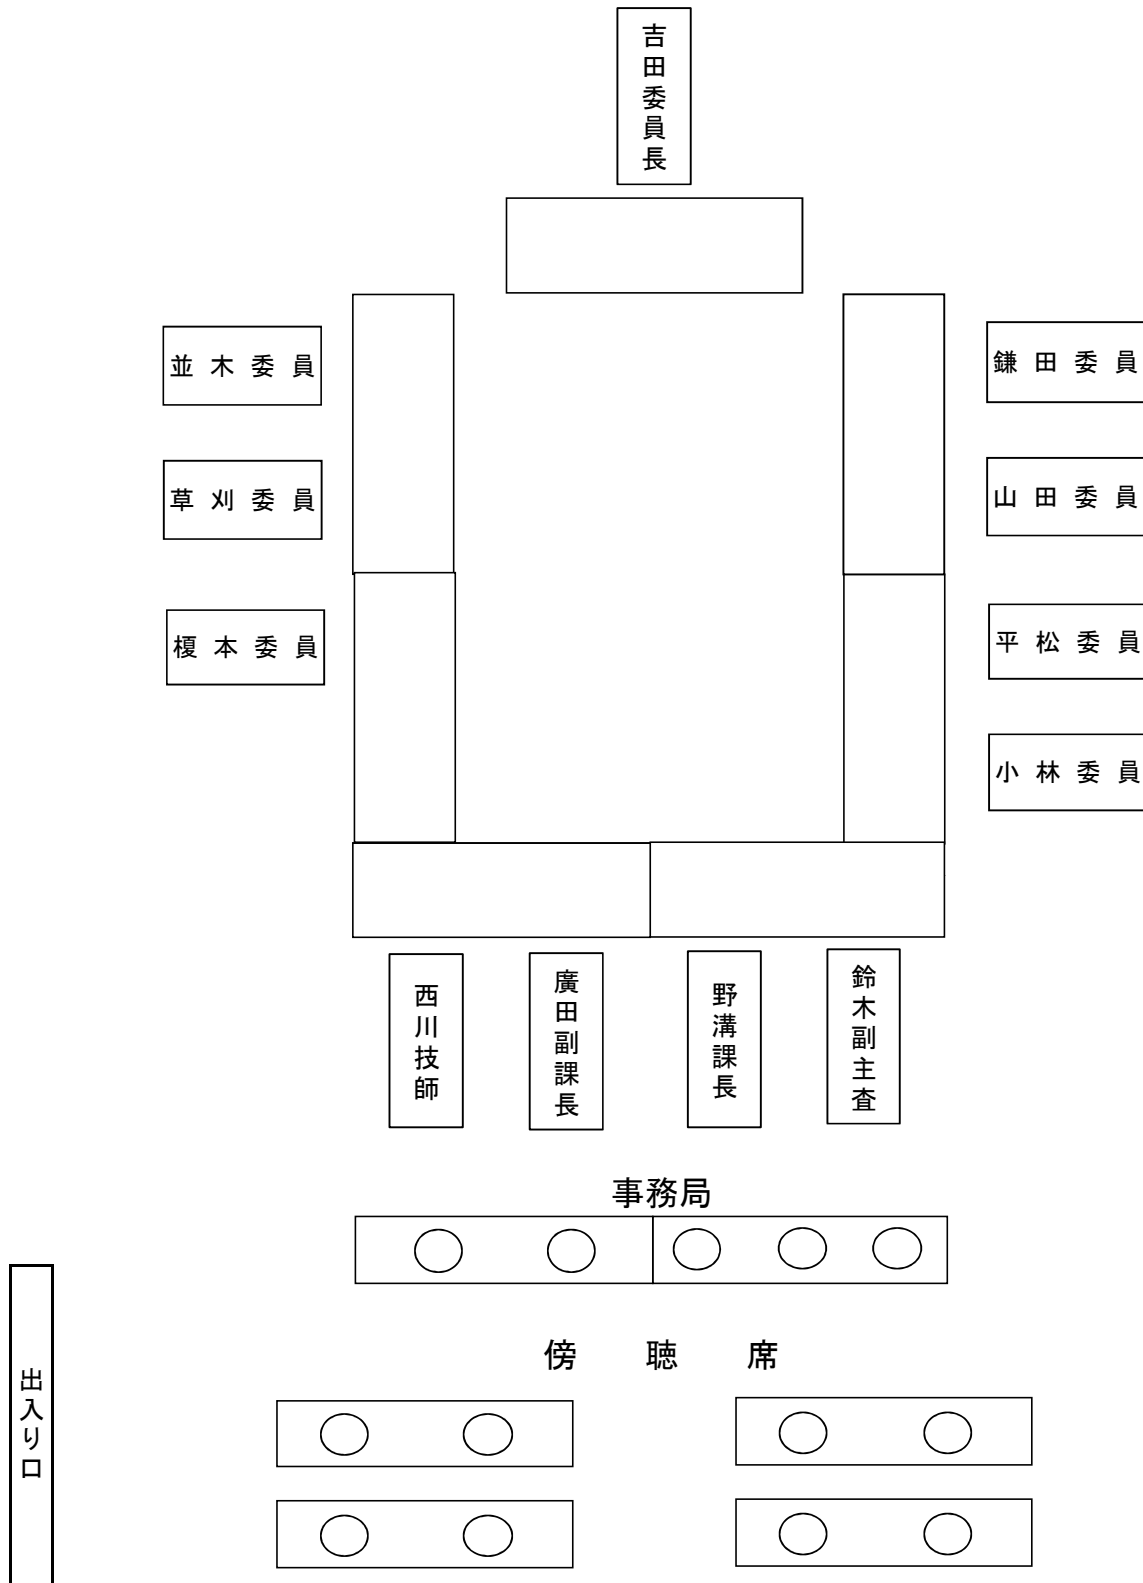 吉田委員長
並木委員
鎌田委員
草刈委員
山田委員
榎本委員
平松委員
小林委員
西川技師
廣田副課長
野溝課長
鈴木副主査
事務局
傍聴席
出入り口